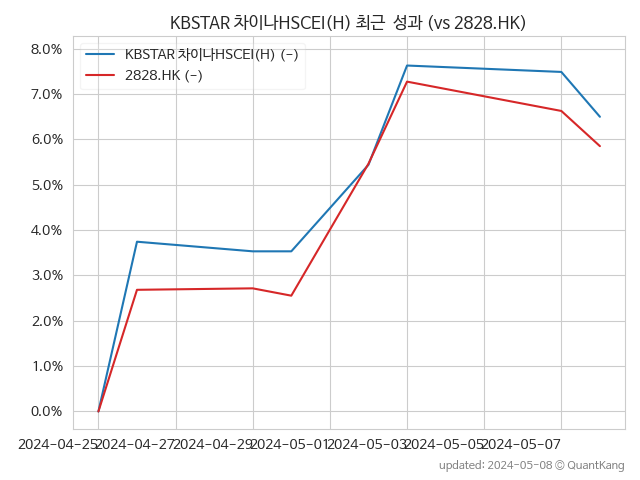 KBSTAR 차이나HSCEI(H) 최근 성과 (vs 2828.HK)
KBSTAR 차이나HSCEI(H) (-)
2828.HK (-)
8.0%
7.0%
6.0%
5.0%
4.0%
3.0%
2.0%
1.0%
0.0%
2024-04-25 2024-04-27 2024-04-29 2024-05-01 2024-05-03 2024-05-05 2024-05-07
updated: 2024-05-08 © QuantKang